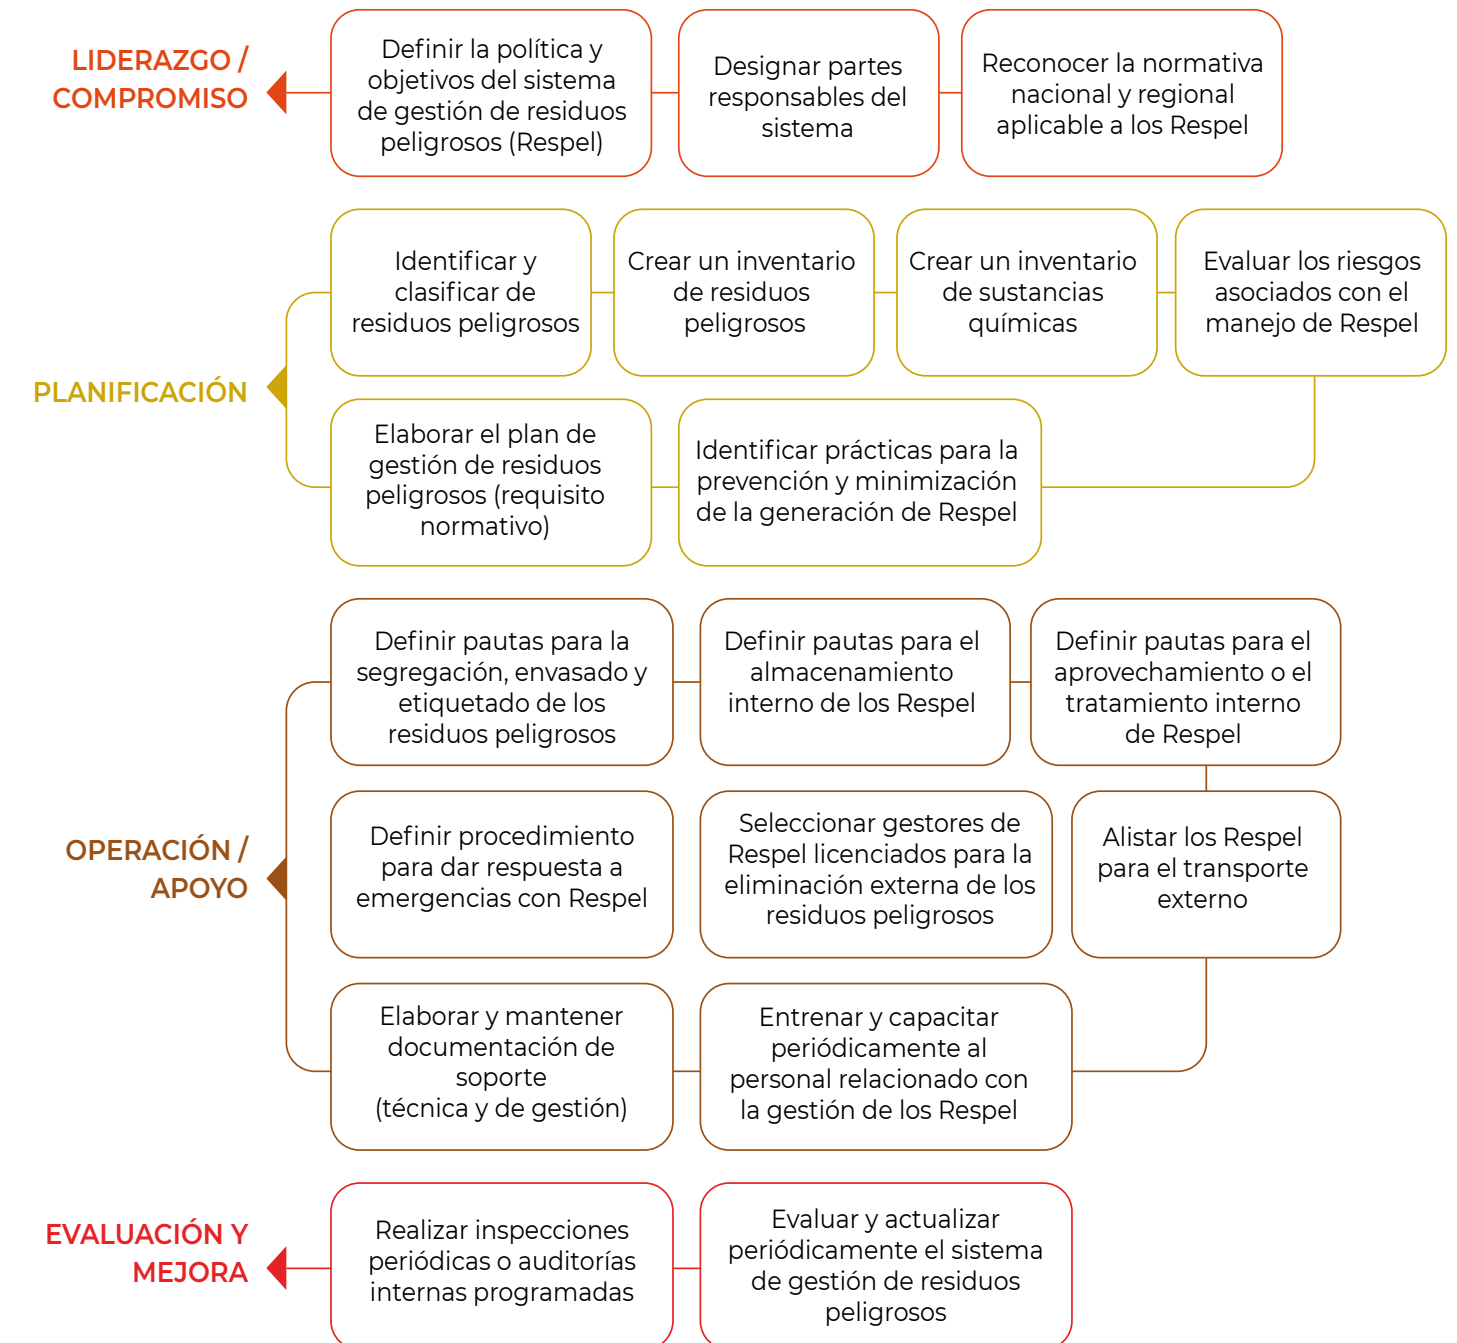 LIDERAZGO /
COMPROMISO
Definir la política y
objetivos del sistema
de gestión de residuos
peligrosos (Respel)
Designar partes
responsables del
sistema
Reconocer la normativa
nacional y regional
aplicable a los Respel
PLANIFICACIÓN
Identificar y
clasificar de
residuos peligrosos
Crear un inventario
de residuos
peligrosos
Crear un inventario
de sustancias
químicas
Evaluar los riesgos
asociados con el
manejo de Respel
Elaborar el plan de
gestión de residuos
peligrosos (requisito
normativo)
Identificar prácticas para la
prevención y minimización
de la generación de Respel
OPERACIÓN /
APOYO
Definir pautas para la
segregación, envasado y
etiquetado de los
residuos peligrosos
Definir pautas para el
almacenamiento
interno de los Respel
Definir pautas para el
aprovechamiento o el
tratamiento interno
de Respel
Definir procedimiento
para dar respuesta a
emergencias con Respel
Seleccionar gestores de
Respel licenciados para la
eliminación externa de los
residuos peligrosos
Alistar los Respel
para el transporte
externo
Elaborar y mantener
documentación de
soporte
(técnica y de gestión)
Entrenar y capacitar
periódicamente al
personal relacionado con
la gestión de los Respel
EVALUACIÓN Y
MEJORA
Realizar inspecciones
periódicas o auditorías
internas programadas
Evaluar y actualizar
periódicamente el sistema
de gestión de residuos
peligrosos